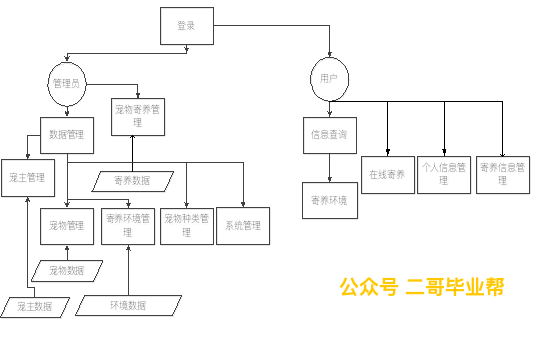 登录
管理员
用户
宠物寄养管
理
数据管理
信息查询
宠主管理
寄养数据
在线寄养
个人信息管
理
寄养信息管
理
寄养环境
宠物管理
寄养环境管
理
宠物种类管
理
系统管理
宠物数据
宠主数据
环境数据
公众号 二哥毕业帮